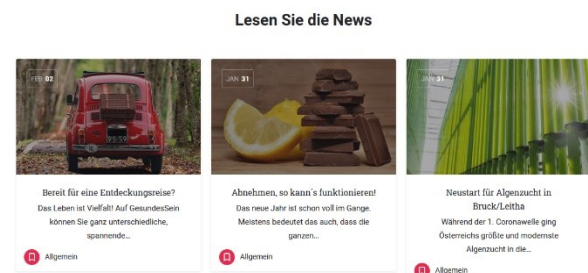 Lesen Sie die News
FEB 02
JAN 31
JAN 31
Bereit für eine Entdeckungsreise?
Das Leben ist Vielfalt! Auf GesundesSein
können Sie ganz unterschiedliche,
spannende...
Allgemein
Abnehmen, so kann´s funktionieren!
Das neue Jahr ist schon voll im Gange.
Meistens bedeutet das auch, dass die
ganzen...
Allgemein
Neustart für Algenzucht in
Bruck/Leitha
Während der 1. Coronawelle ging
Österreichs größte und modernste
Algenzucht in die...
Allgemein